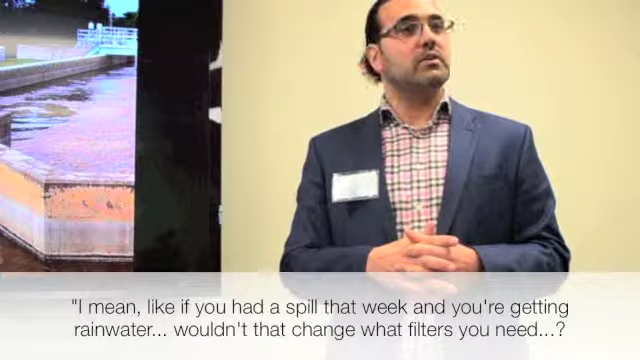 "I mean, like if you had a spill that week and you're getting
rainwater... wouldn't that change what filters you need...?